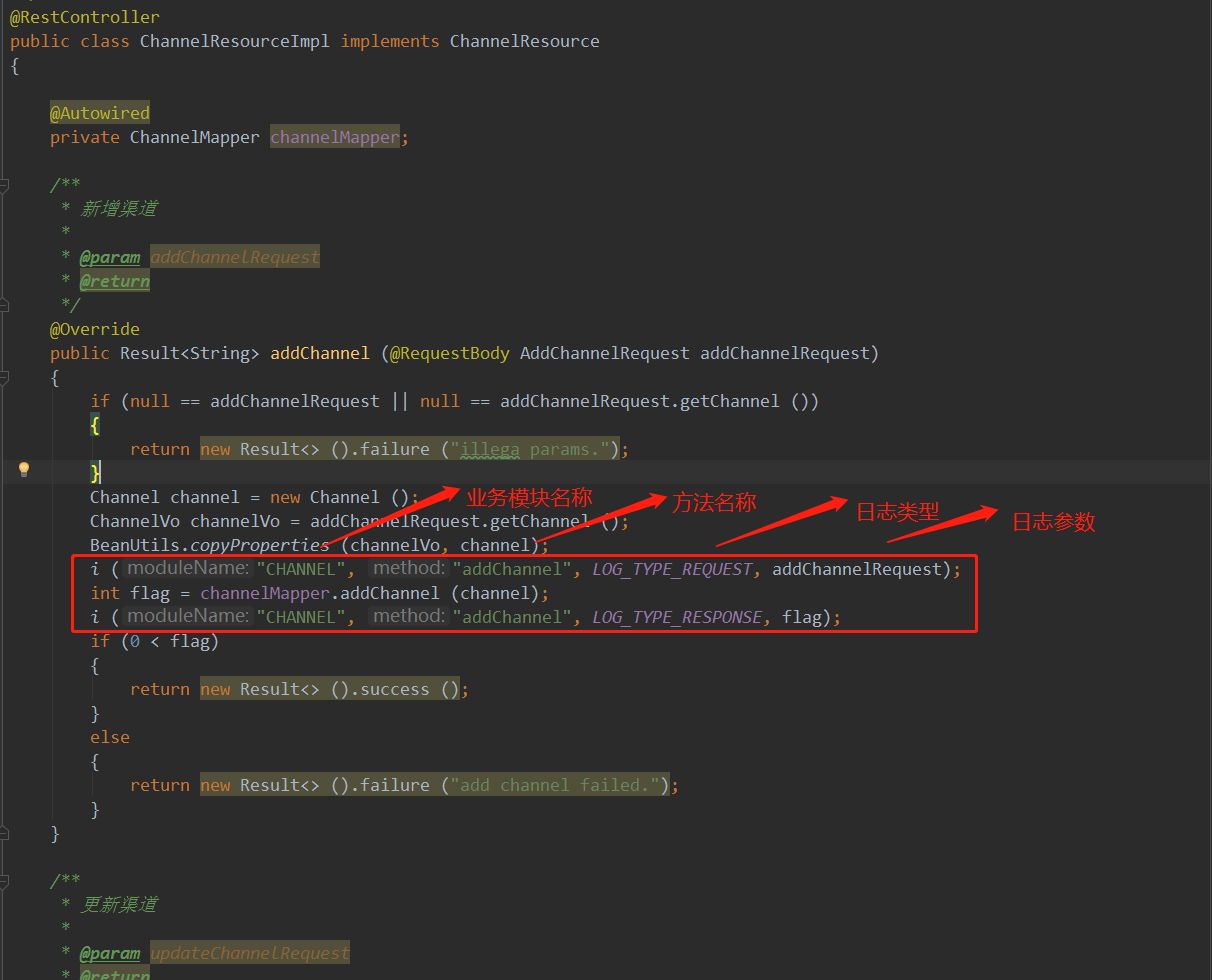 @RestController
public class ChannelResourceImpl implements ChannelResource
{
@Autowired
private ChannelMapper channelMapper;
/**
* 新增渠道
*
* @param addChannelRequest
* @return
*/
@Override
public Result<String> addChannel (@RequestBody AddChannelRequest addChannelRequest)
{
if (null == addChannelRequest || null == addChannelRequest.getChannel ())
{
return new Result<> ().failure ("illega params.");
}
Channel channel = new Channel (); 业务模块名称 方法名称 日志类型 日志参数
ChannelVo channelVo = addChannelRequest.getChannel ();
BeanUtils.copyProperties (channelVo, channel);
i ( moduleName: "CHANNEL", method: "addChannel", LOG_TYPE_REQUEST, addChannelRequest);
int flag = channelMapper.addChannel (channel);
i ( moduleName: "CHANNEL", method: "addChannel", LOG_TYPE_RESPONSE, flag);
if (0 < flag)
{
return new Result<> ().success ();
}
else
{
return new Result<> ().failure ("add channel failed.");
}
}
/**
* 更新渠道
*
* @param updateChannelRequest
* @return